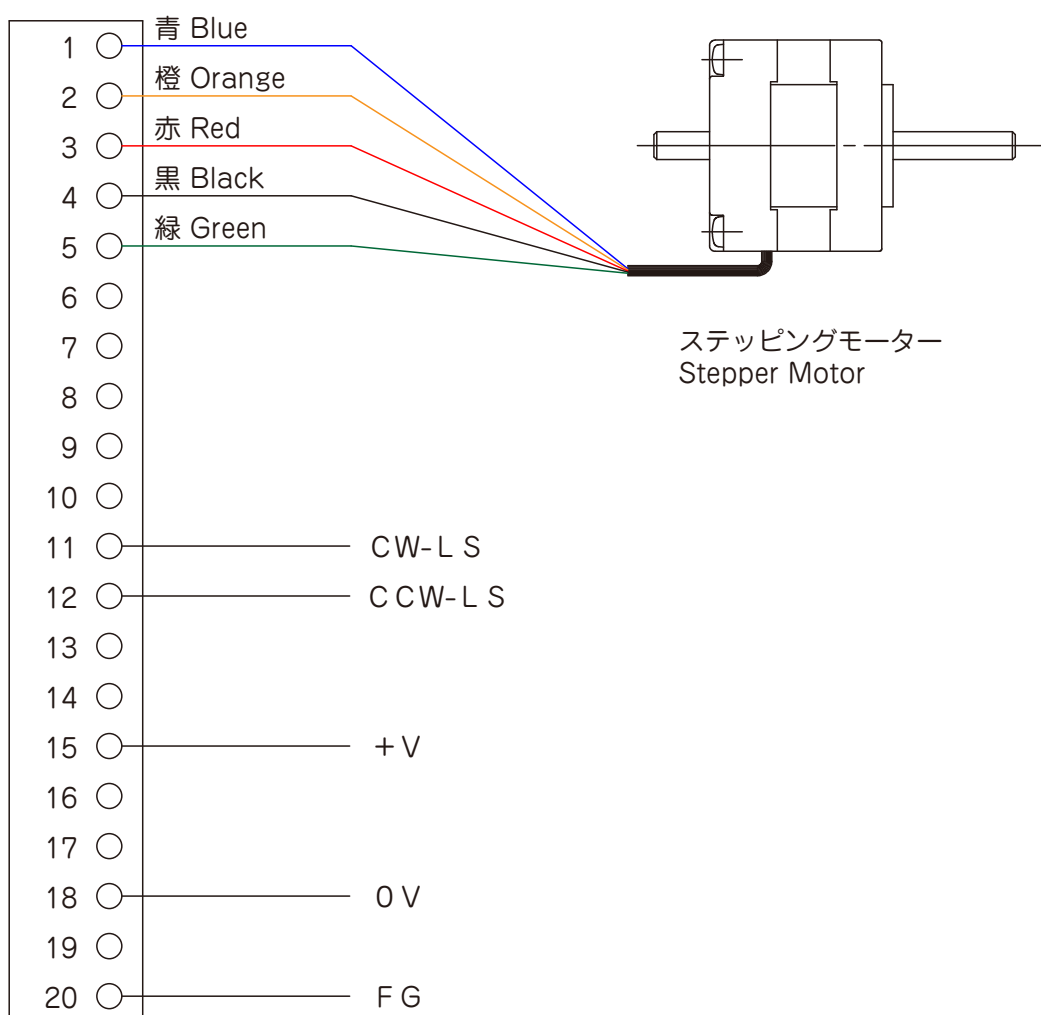 1 青 Blue
2 橙 Orange
3 赤 Red
4 黒 Black
5 緑 Green
6
7
8
9
10
11 CW-LS
12 CCW-LS
13
14
15 +V
16
17
18 0V
19
20 FG
ステッピングモーター
Stepper Motor